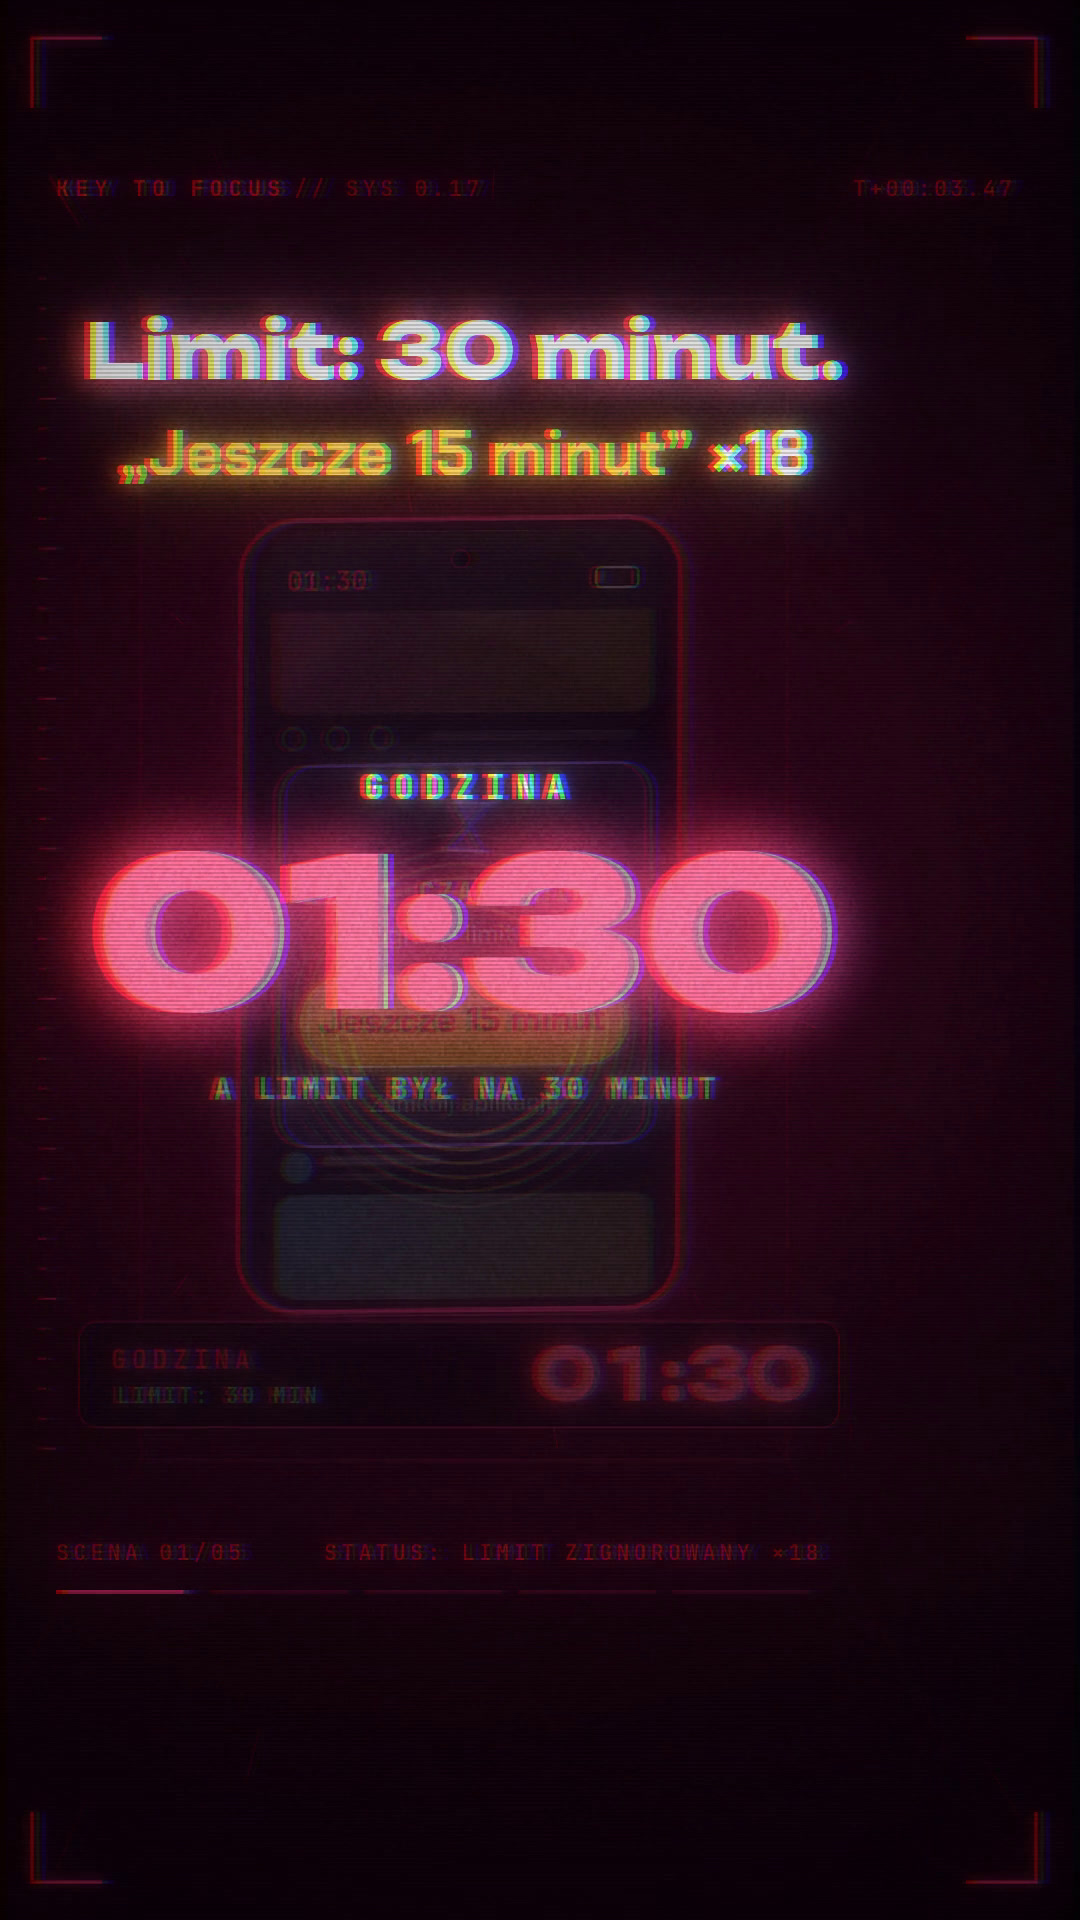 KEY TO FOCUS // SYS 0.17
T+00:03.47
Limit: 30 minut.
„Jeszcze 15 minut” ×18
01:30
GODZINA
01:30
Jeszcze 15 minut
A LIMIT BYŁ NA 30 MINUT
Zamknij aplikację
GODZINA
LIMIT: 30 MIN
01:30
SCENA 01/05
STATUS: LIMIT ZIGNOROWANY ×18